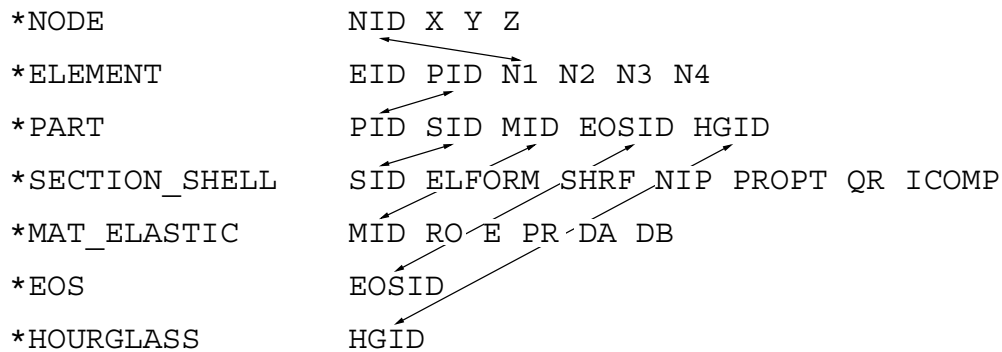 *NODE NID X Y Z
*ELEMENT EID PID N1 N2 N3 N4
*PART PID SID MID EOSID HGID
*SECTION_SHELL SID ELFORM SHRF NIP PROPT QR ICOMP
*MAT_ELASTIC MID RO E PR DA DB
*EOS EOSID
*HOURGLASS HGID